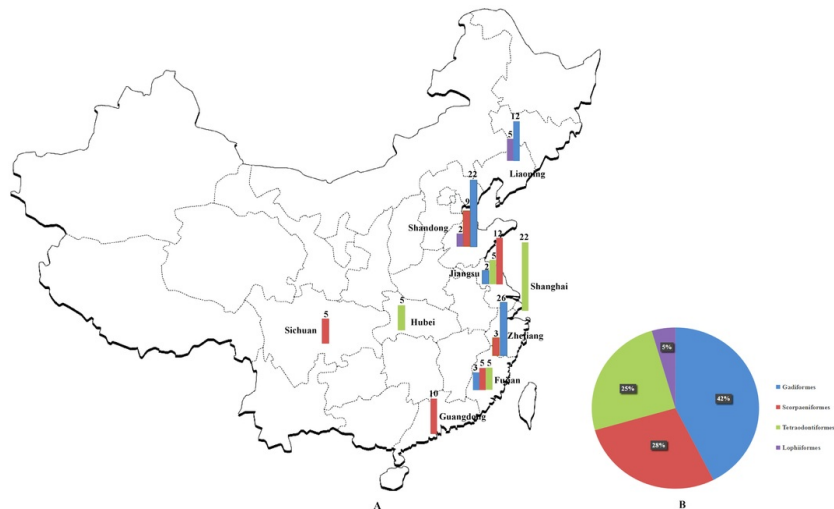 12
5
Liaoning
22
9
2
Shandong
12
5
2
Jiangsu
22
Shanghai
5
Sichuan
5
Hubei
26
3
Zhejiang
3 5 5
Fujian
10
Guangdong
A
5%
25%
42%
28%
Gadiformes
Scorpaeniformes
Tetraodontiformes
Lophiiformes
B